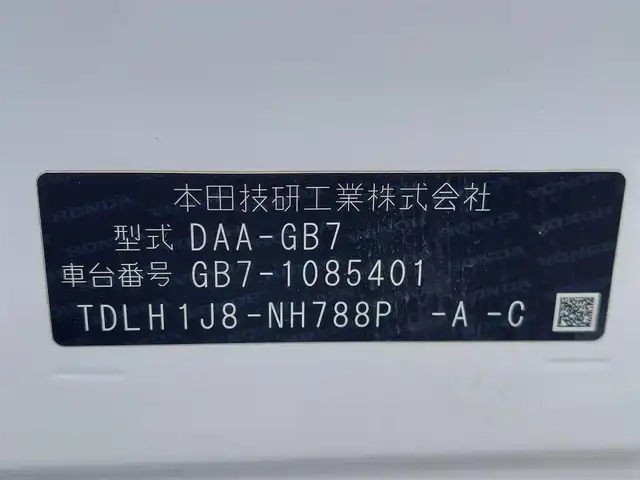 本田技研工業株式会社
型式 DAA-GB7
車台番号 GB7-1085401
TDLH1J8-NH788P -A -C